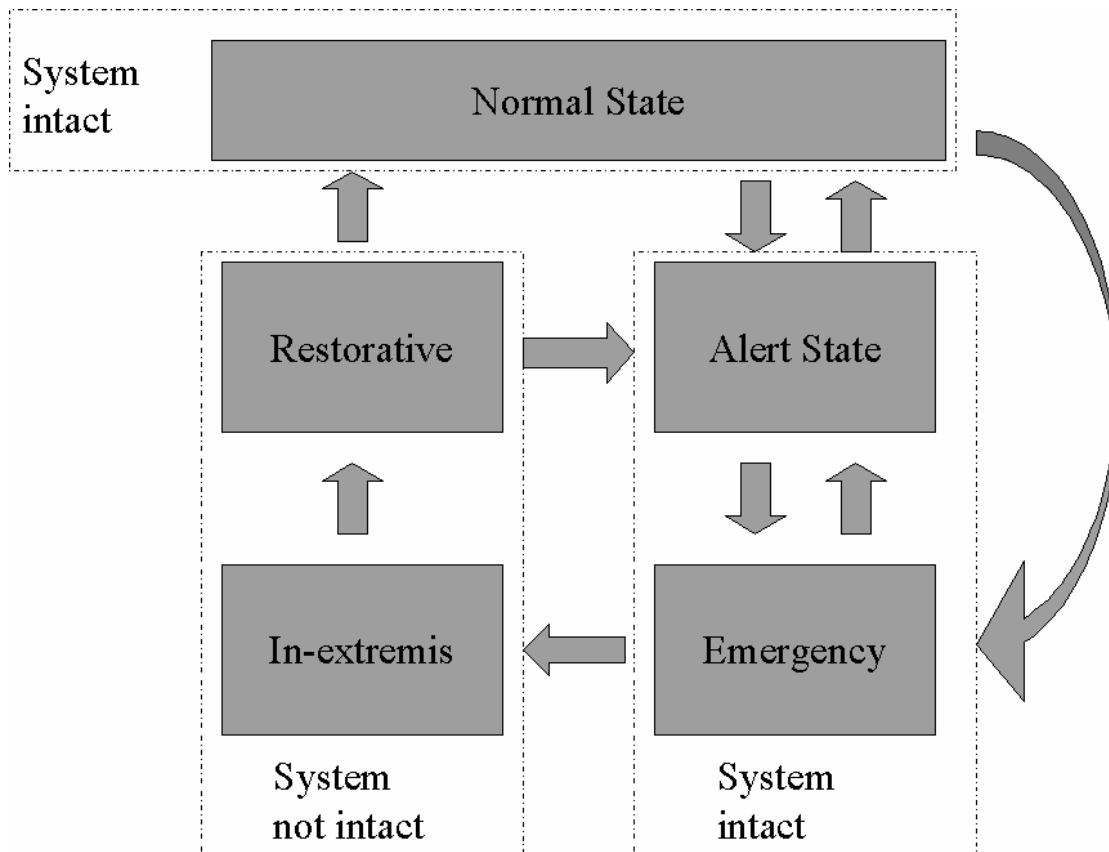 System
intact
Normal State
Restorative
Alert State
In-extremis
Emergency
System
not intact
System
intact